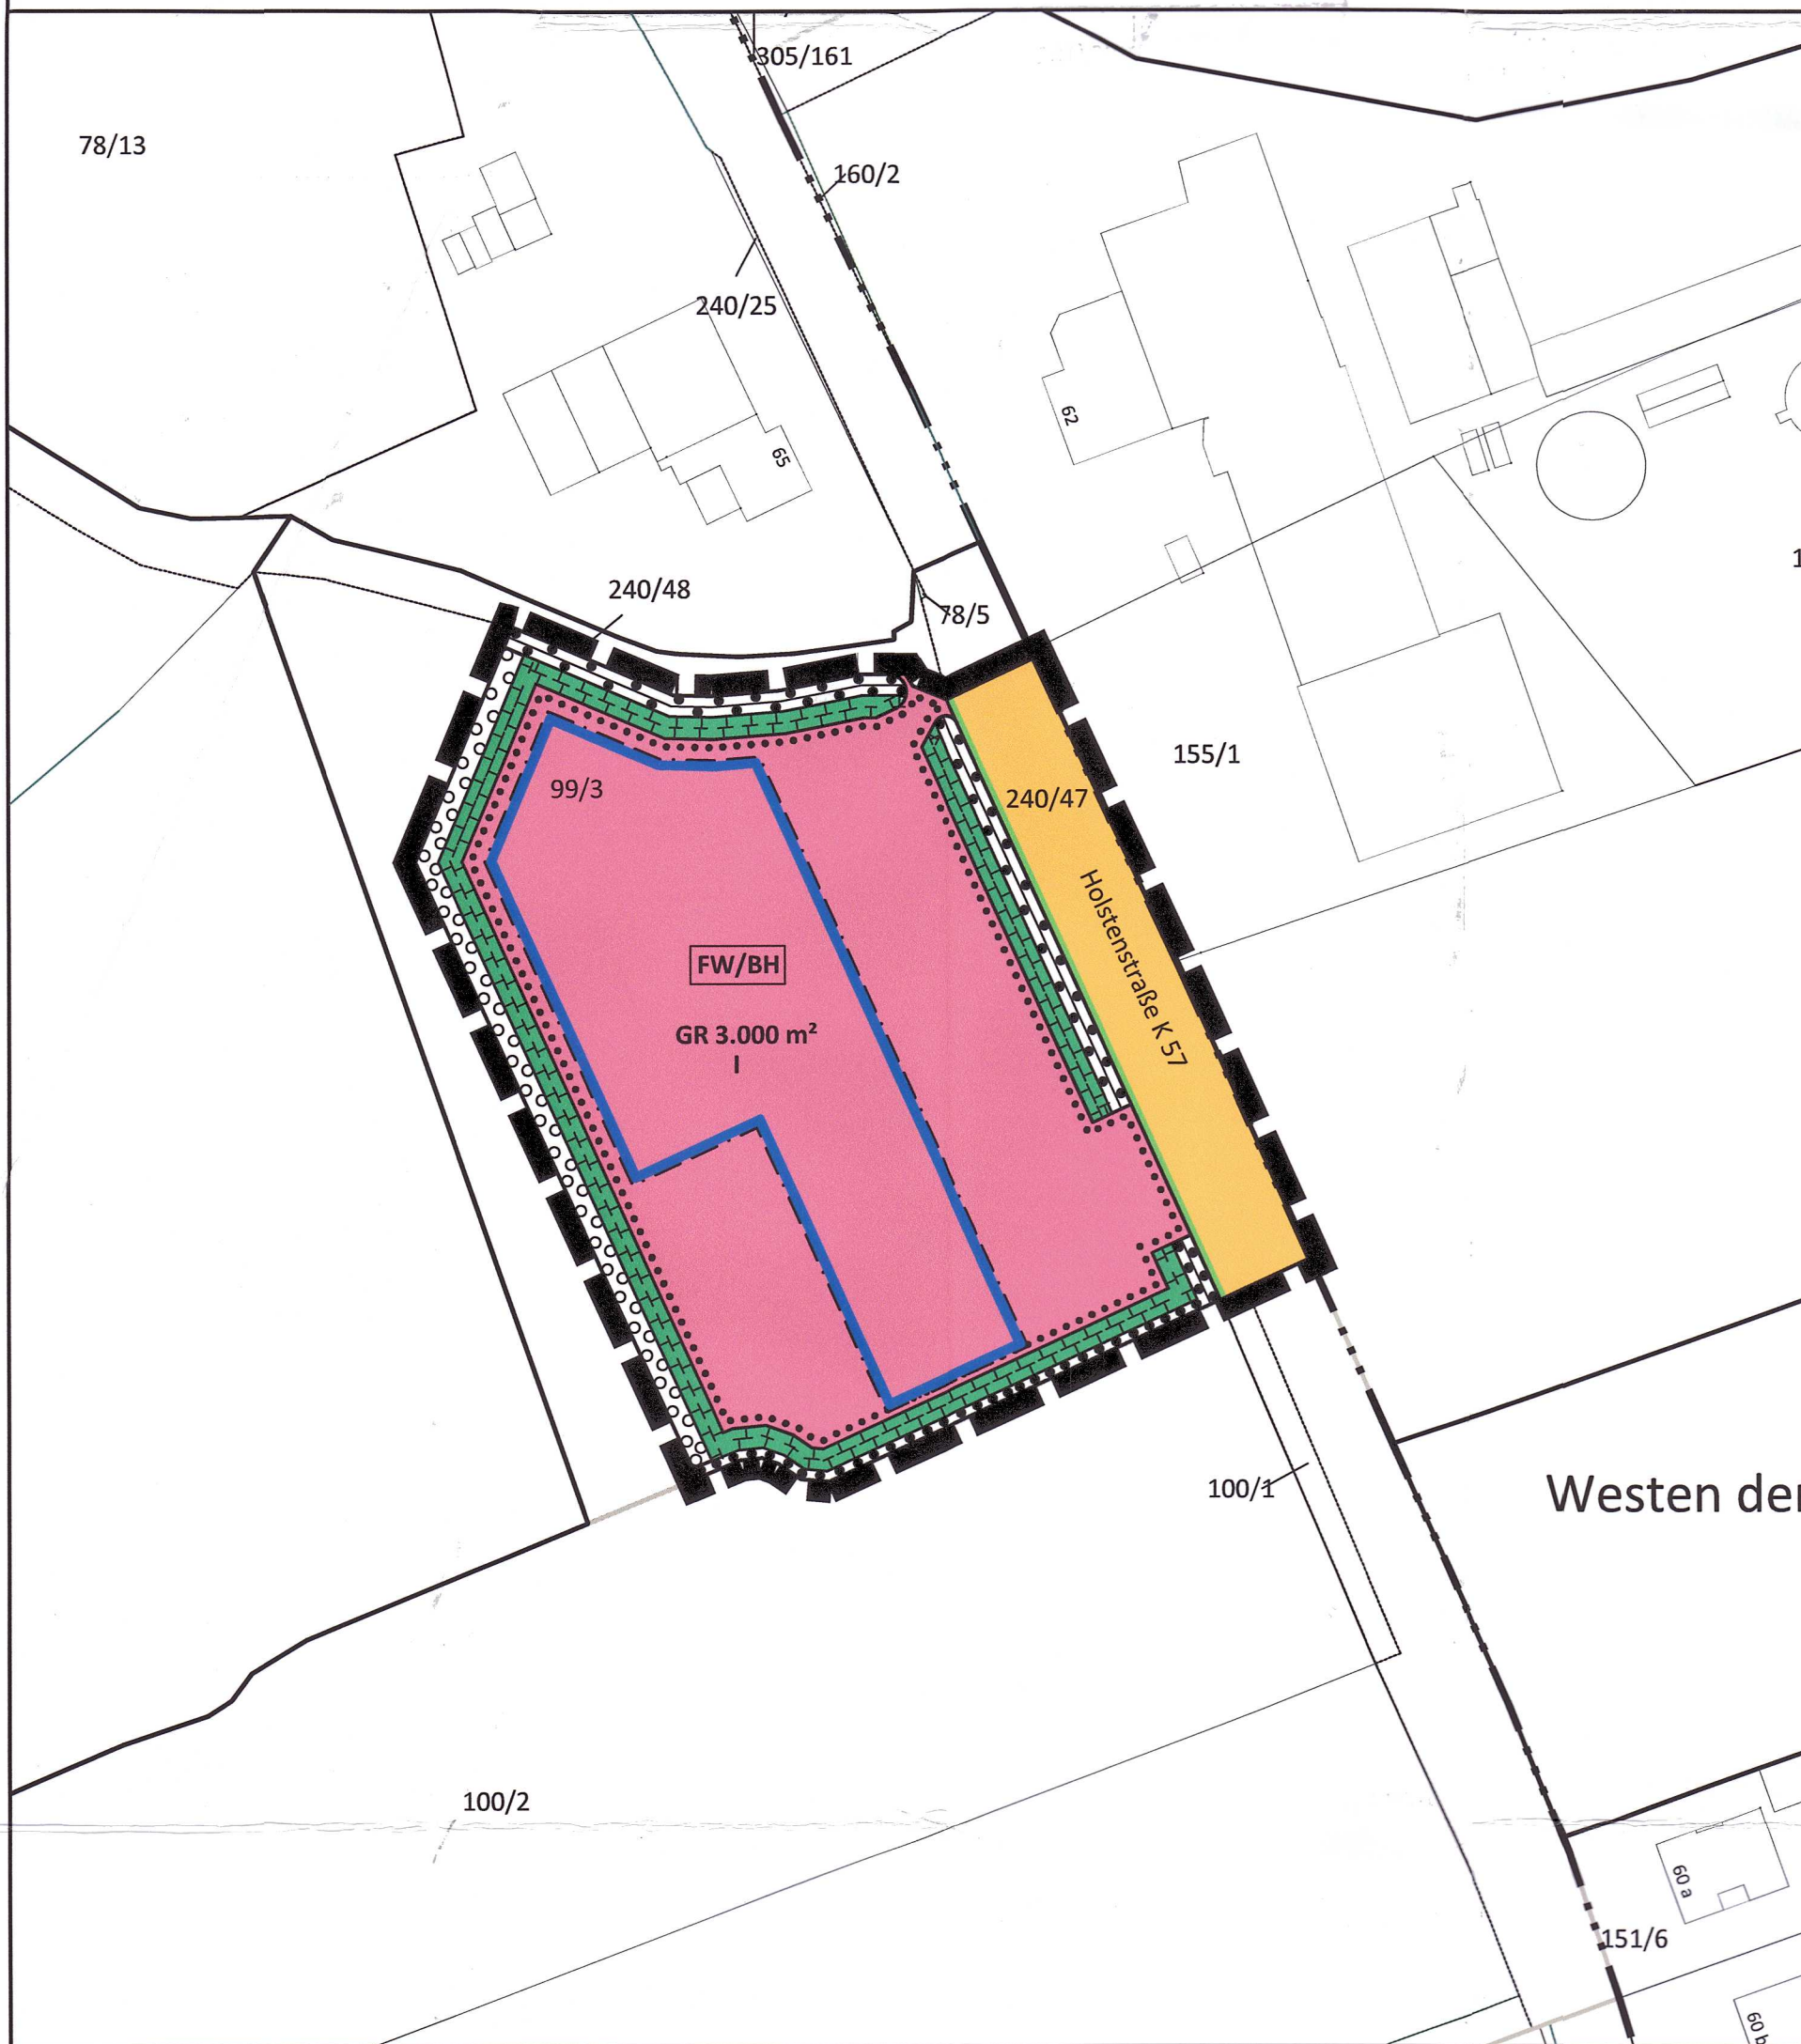 305/161
78/13
160/2
240/25
62
65
240/48
78/5
155/1
99/3
240/47
Holstenstraße K 57
FW/BH
GR 3.000 m²
I
100/1
Westen der
100/2
60 a
151/6
60 b